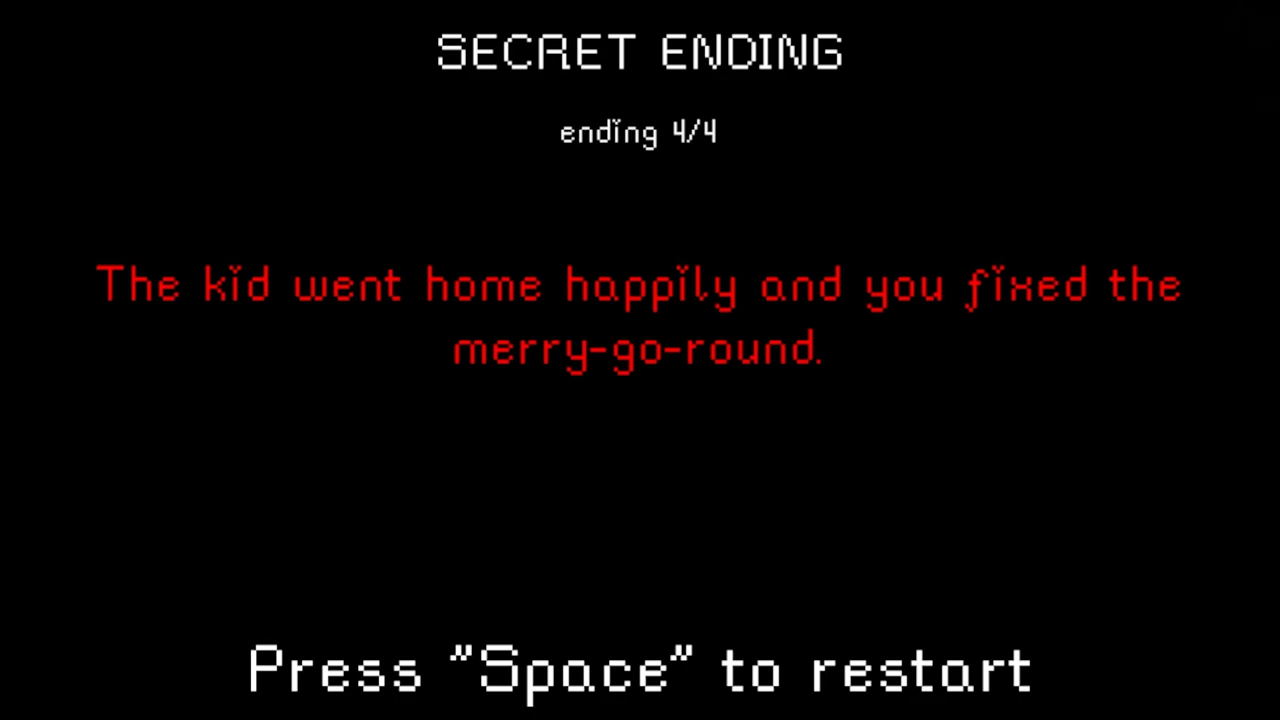 SECRET ENDING
ending 4/4
The kid went home happily and you fixed the
merry-go-round.
Press "Space" to restart